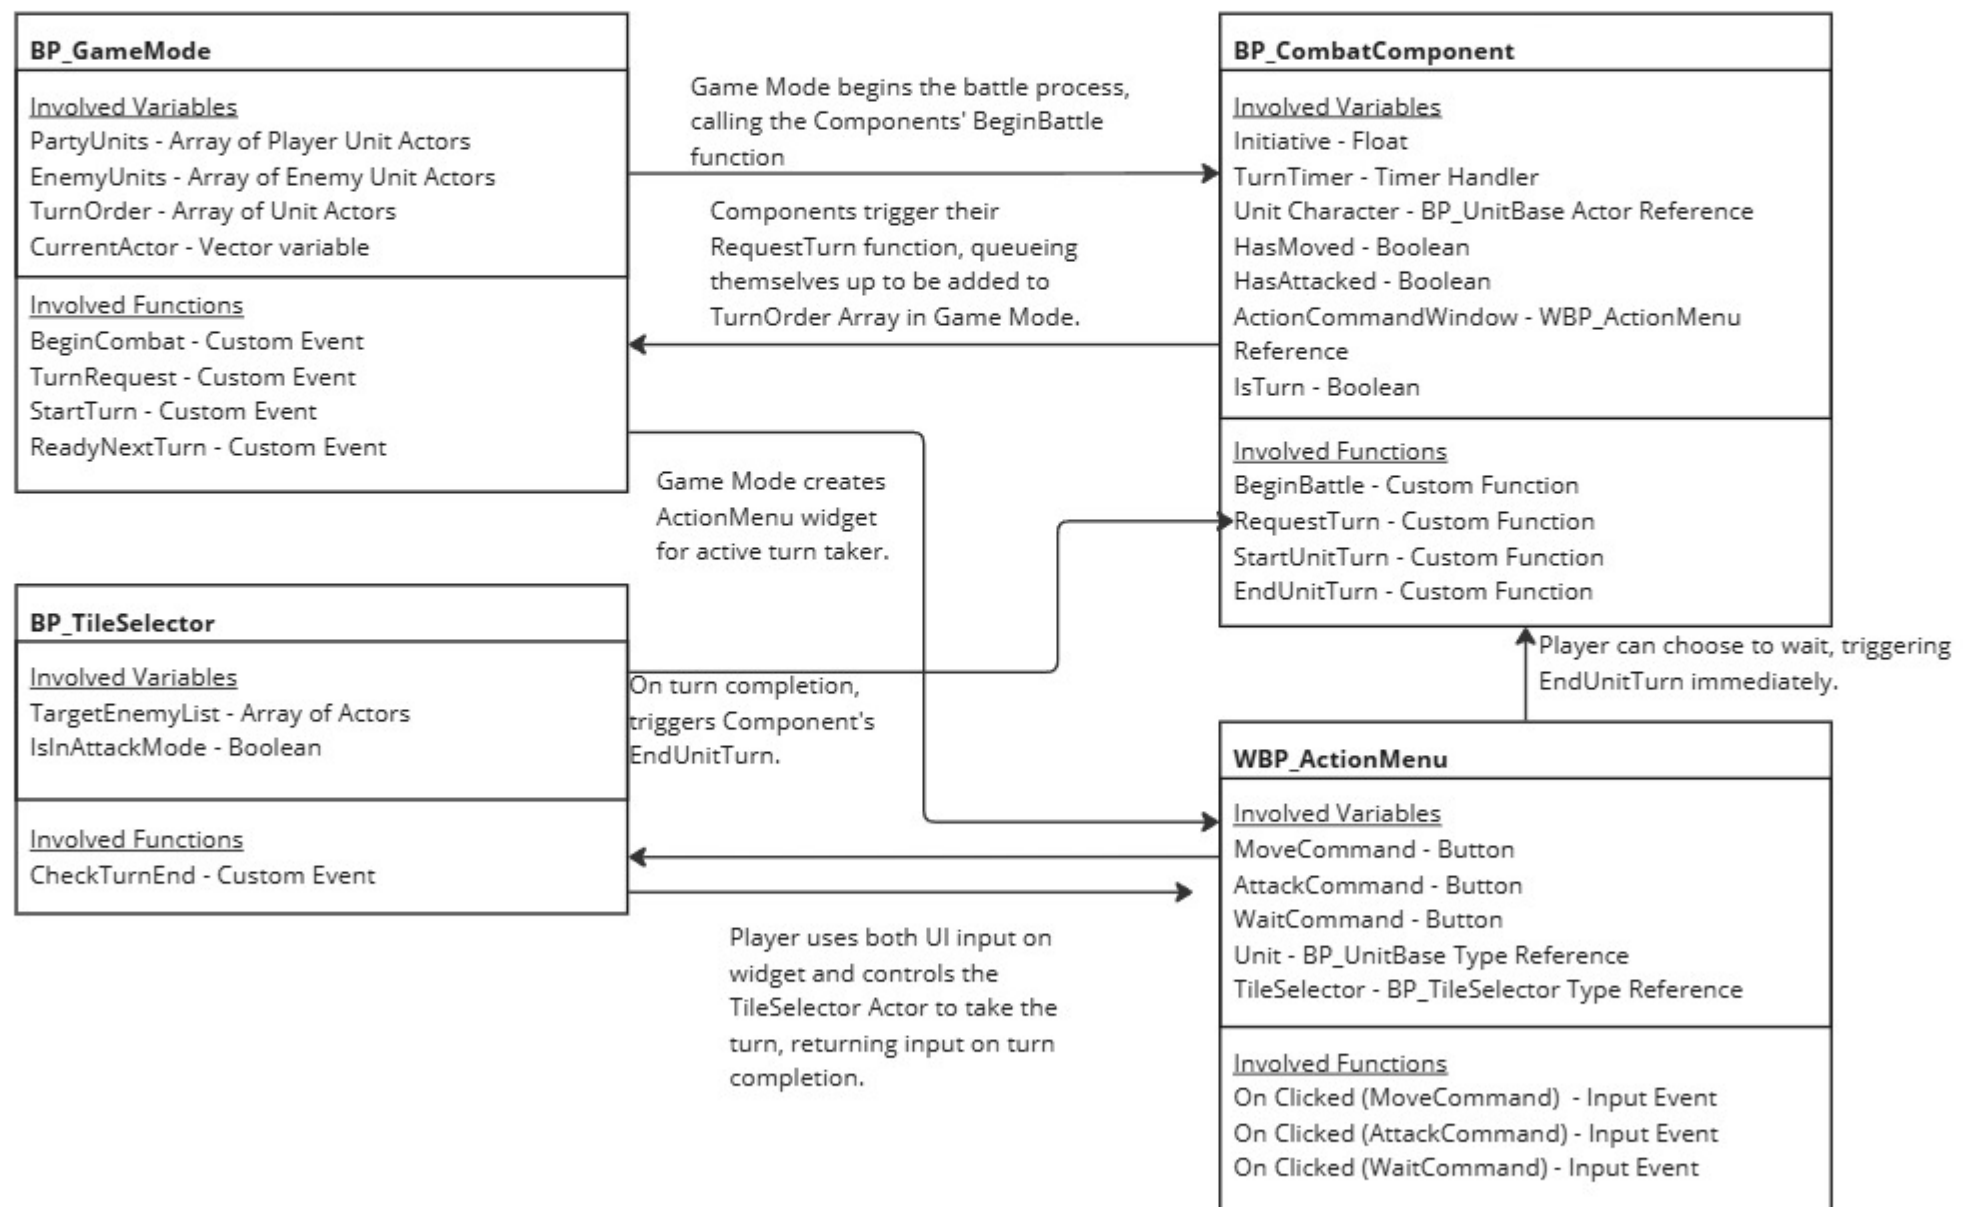 BP_GameMode
Involved Variables
PartyUnits - Array of Player Unit Actors
EnemyUnits - Array of Enemy Unit Actors
TurnOrder - Array of Unit Actors
CurrentActor - Vector variable
Involved Functions
BeginCombat - Custom Event
TurnRequest - Custom Event
StartTurn - Custom Event
ReadyNextTurn - Custom Event
Game Mode begins the battle process,
calling the Components' BeginBattle
function
Components trigger their
RequestTurn function, queueing
themselves up to be added to
TurnOrder Array in Game Mode.
BP_CombatComponent
Involved Variables
Initiative - Float
TurnTimer - Timer Handler
Unit Character - BP_UnitBase Actor Reference
HasMoved - Boolean
HasAttacked - Boolean
ActionCommandWindow - WBP_ActionMenu
Reference
IsTurn - Boolean
Involved Functions
BeginBattle - Custom Function
RequestTurn - Custom Function
StartUnitTurn - Custom Function
EndUnitTurn - Custom Function
Game Mode creates
ActionMenu widget
for active turn taker.
BP_TileSelector
Involved Variables
TargetEnemyList - Array of Actors
IsInAttackMode - Boolean
Involved Functions
CheckTurnEnd - Custom Event
On turn completion,
triggers Component's
EndUnitTurn.
Player can choose to wait, triggering
EndUnitTurn immediately.
WBP_ActionMenu
Involved Variables
MoveCommand - Button
AttackCommand - Button
WaitCommand - Button
Unit - BP_UnitBase Type Reference
TileSelector - BP_TileSelector Type Reference
Involved Functions
On Clicked (MoveCommand)  - Input Event
On Clicked (AttackCommand) - Input Event
On Clicked (WaitCommand) - Input Event
Player uses both UI input on
widget and controls the
TileSelector Actor to take the
turn, returning input on turn
completion.